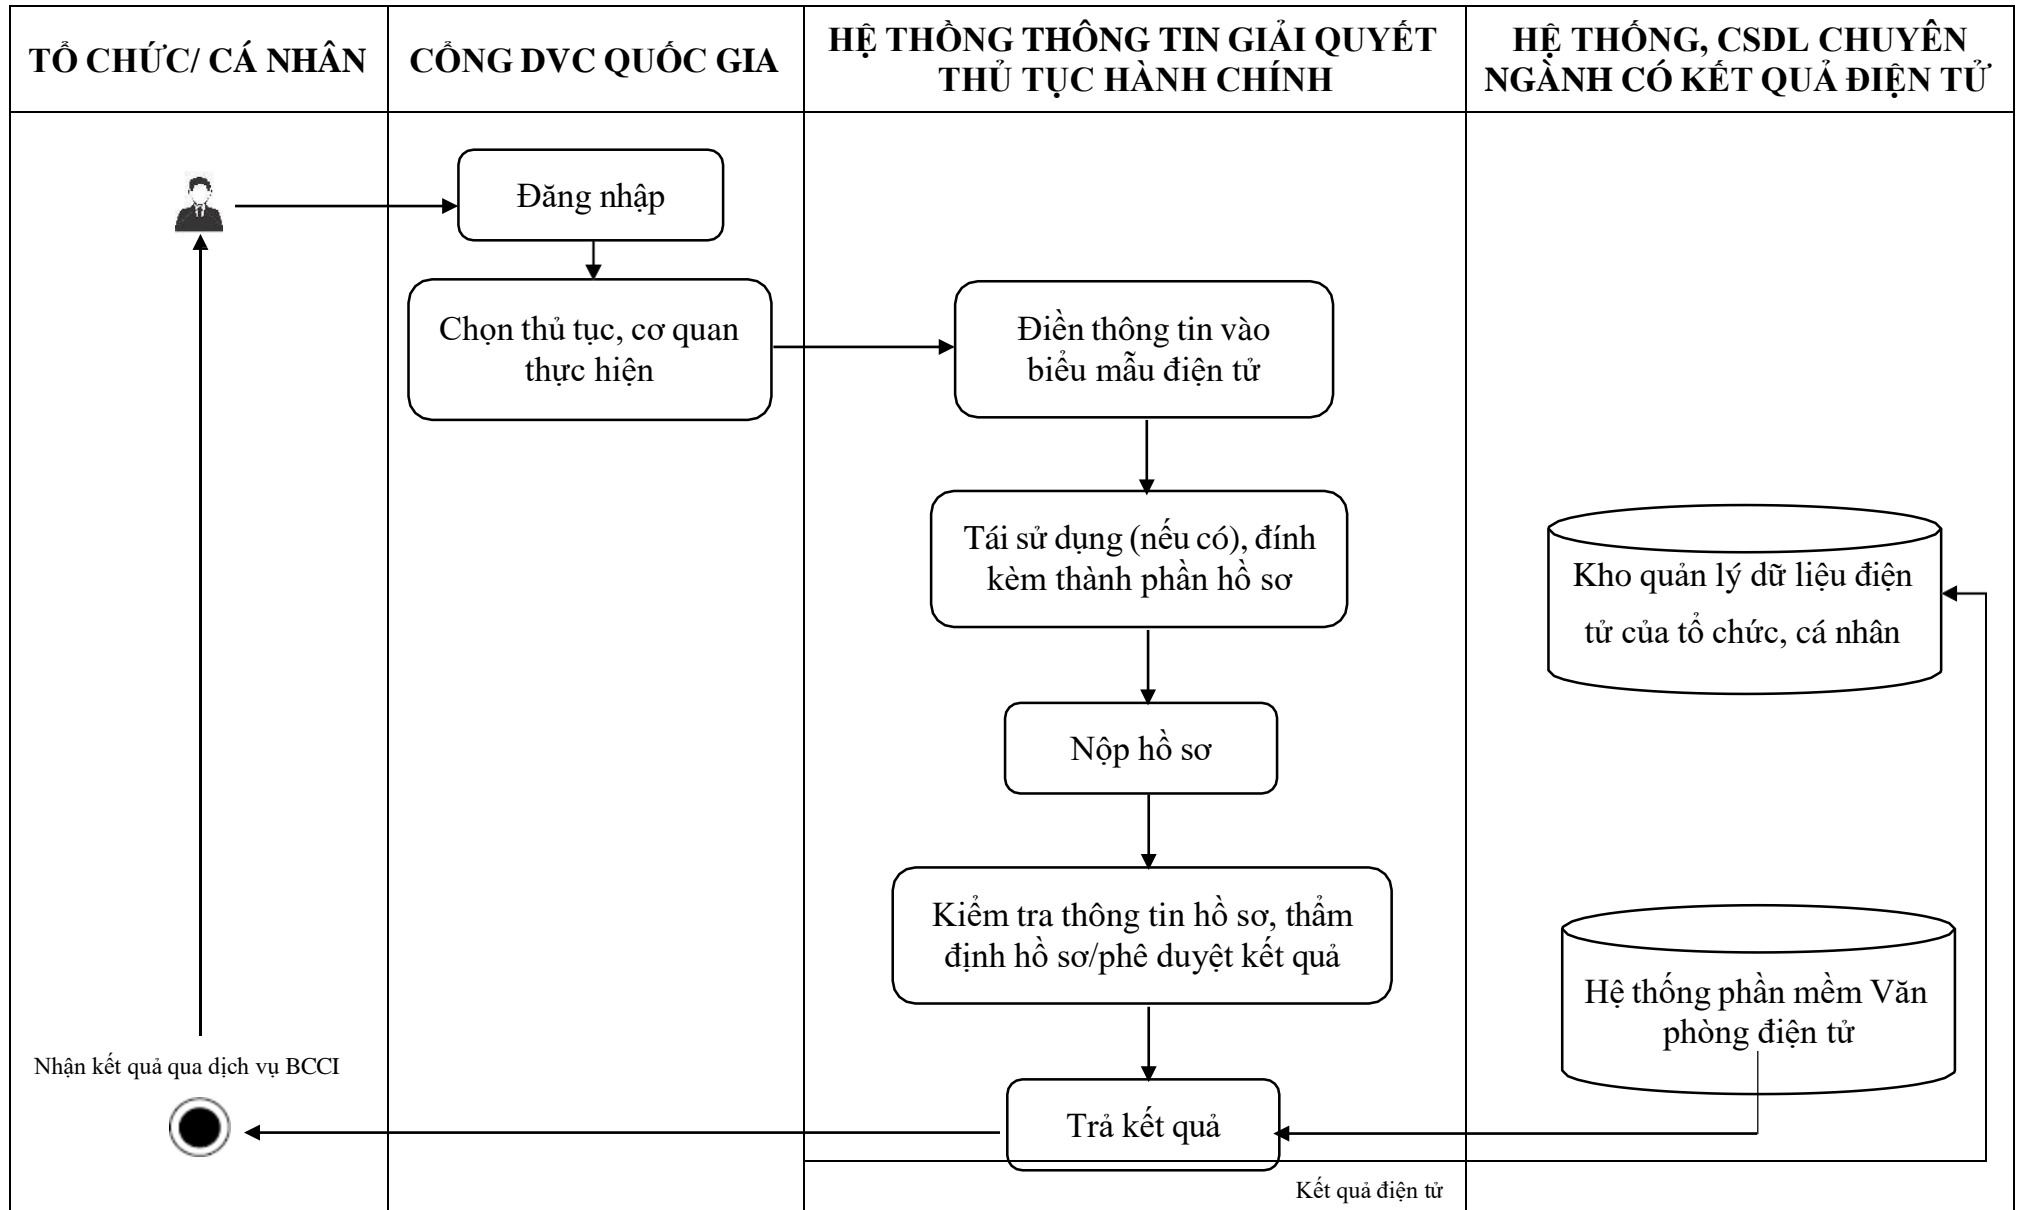 TỔ CHỨC/ CÁ NHÂN
CỔNG DVC QUỐC GIA
HỆ THỒNG THÔNG TIN GIẢI QUYẾT
THỦ TỤC HÀNH CHÍNH
HỆ THỐNG, CSDL CHUYÊN
NGÀNH CÓ KẾT QUẢ ĐIỆN TỬ
Đăng nhập
Chọn thủ tục, cơ quan
thực hiện
Điền thông tin vào
biểu mẫu điện tử
Tái sử dụng (nếu có), đính
kèm thành phần hồ sơ
Kho quản lý dữ liệu điện
tử của tổ chức, cá nhân
Nộp hồ sơ
Kiểm tra thông tin hồ sơ, thẩm
định hồ sơ/phê duyệt kết quả
Hệ thống phần mềm Văn
phòng điện tử
Nhận kết quả qua dịch vụ BCCI
Trả kết quả
Kết quả điện tử